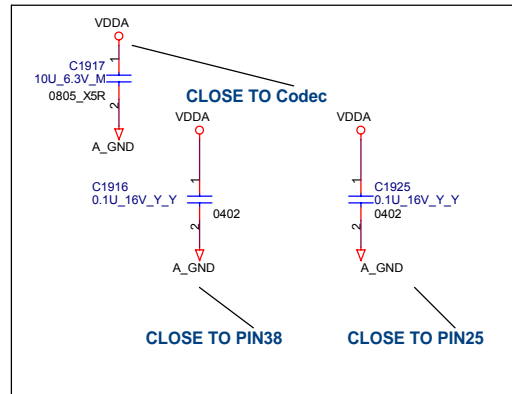 VDDA
1
C1917
10U_6.3V_M
0805_X5R
2
A_GND
CLOSE TO Codec
VDDA
1
C1916
0.1U_16V_Y_Y
0402
2
A_GND
CLOSE TO PIN38
VDDA
1
C1925
0.1U_16V_Y_Y
0402
2
A_GND
CLOSE TO PIN25